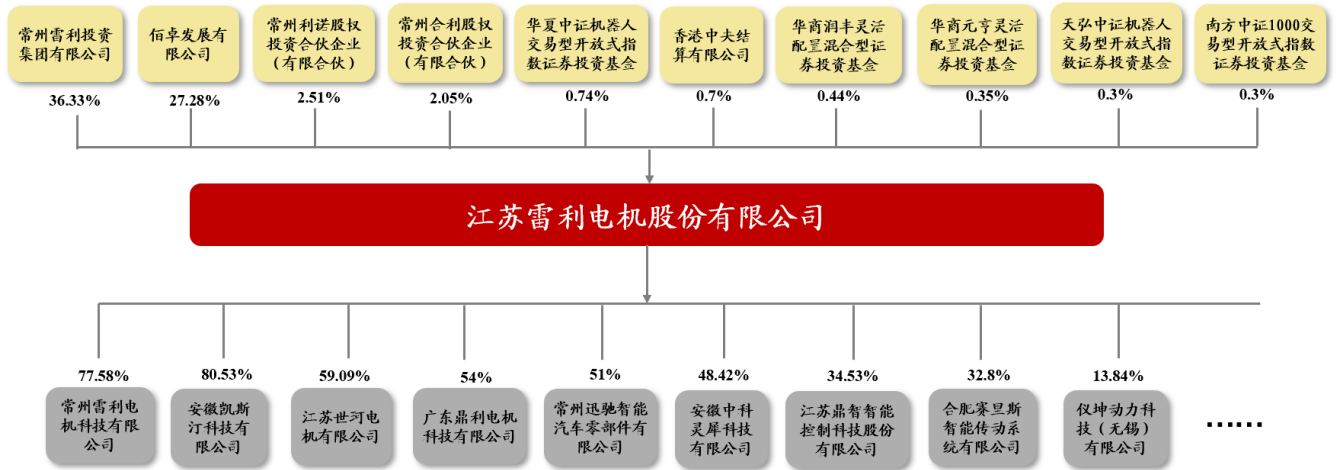 常州雷利投资
集团有限公司
佰卓发展有
限公司
常州利诺股权
投资合伙企业
（有限合伙）
常州合利股权
投资合伙企业
（有限合伙）
华夏中证机器人
交易型开放式指
数证券投资基金
香港中央结
算有限公司
华商润丰灵活
配置混合型证
券投资基金
华商元亨灵活
配置混合型证
券投资基金
天弘中证机器人
交易型开放式指
数证券投资基金
南方中证1000交
易型开放式指数
证券投资基金
36.33%
27.28%
2.51%
2.05%
0.74%
0.7%
0.44%
0.35%
0.3%
0.3%
江苏雷利电机股份有限公司
77.58%
80.53%
59.09%
54%
51%
48.42%
34.53%
32.8%
13.84%
常州雷利电
机科技有限
公司
安徽凯斯
汀科技有
限公司
江苏世珂电
机有限公司
广东鼎利电机
科技有限公司
常州迅驰智能
汽车零部件有
限公司
安徽中科
灵犀科技
有限公司
江苏鼎智智能
控制科技股份
有限公司
合肥赛里斯
智能传动系
统有限公司
仪坤动力科
技（无锡）
有限公司
……